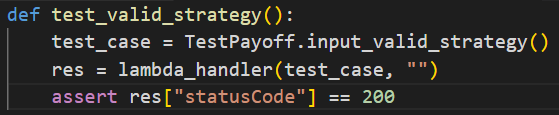 def test_valid_strategy():
    test_case = TestPayoff.input_valid_strategy()
    res = lambda_handler(test_case, "")
    assert res["statusCode"] == 200